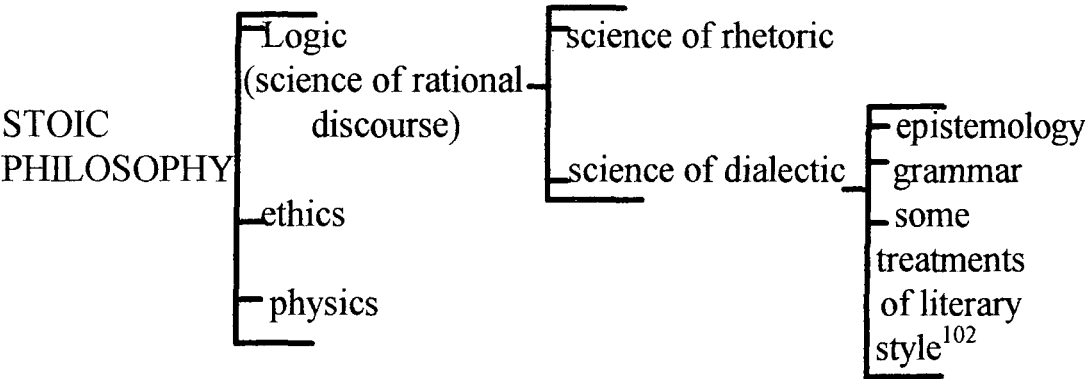 STOIC
PHILOSOPHY
Logic
(science of rational
discourse)
ethics
physics
science of rhetoric
science of dialectic
epistemology
grammar
some
treatments
of literary
style102